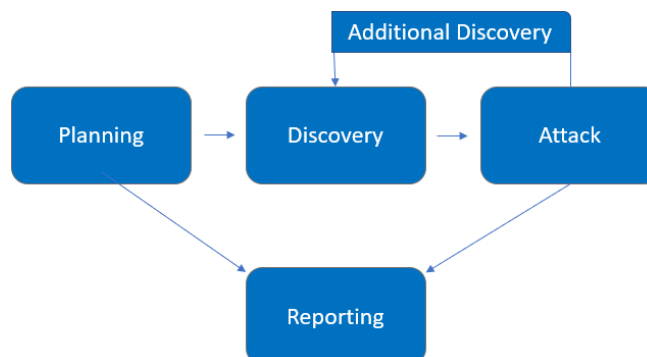 Additional Discovery
Planning
Discovery
Attack
Reporting